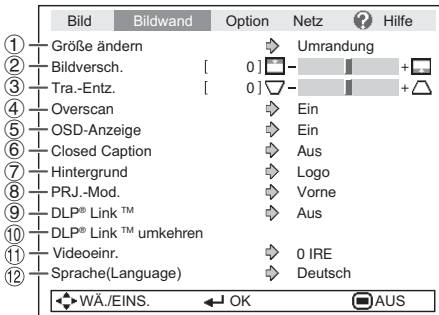 Bild Bildwand Option Netz ? Hilfe
① Größe ändern Umrandung
② Bildversch. [ 0 ] - +
③ Tra.-Entz. [ 0 ] - +
④ Overscan Ein
⑤ OSD-Anzeige Ein
⑥ Closed Caption Aus
⑦ Hintergrund Logo
⑧ PRJ.-Mod. Vorne
⑨ DLP® Link ™ Aus
⑩ DLP® Link ™ umkehren
⑪ Videoeinr. 0 IRE
⑫ Sprache(Language) Deutsch
WÄ./EINS. OK AUS